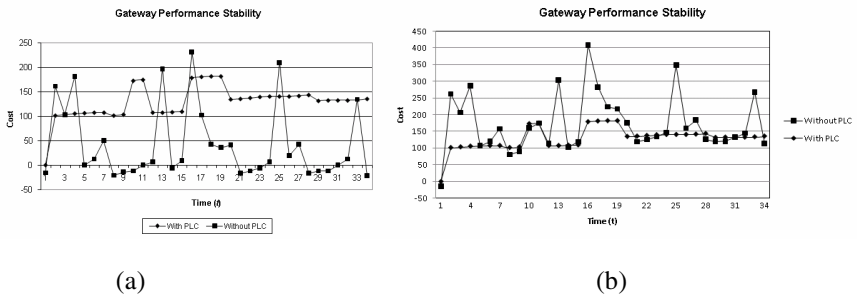 Gateway Performance Stability
250
200
150
100
50
0
-50
Cost
1 3 5 7 9 11 13 15 17 19 21 23 25 27 29 31 33
Time (t)
With PLC Without PLC
(a)
Gateway Performance Stability
450
400
350
300
250
200
150
100
50
0
-50
Cost
1 4 7 10 13 16 19 22 25 28 31 34
Time (t)
Without PLC
With PLC
(b)